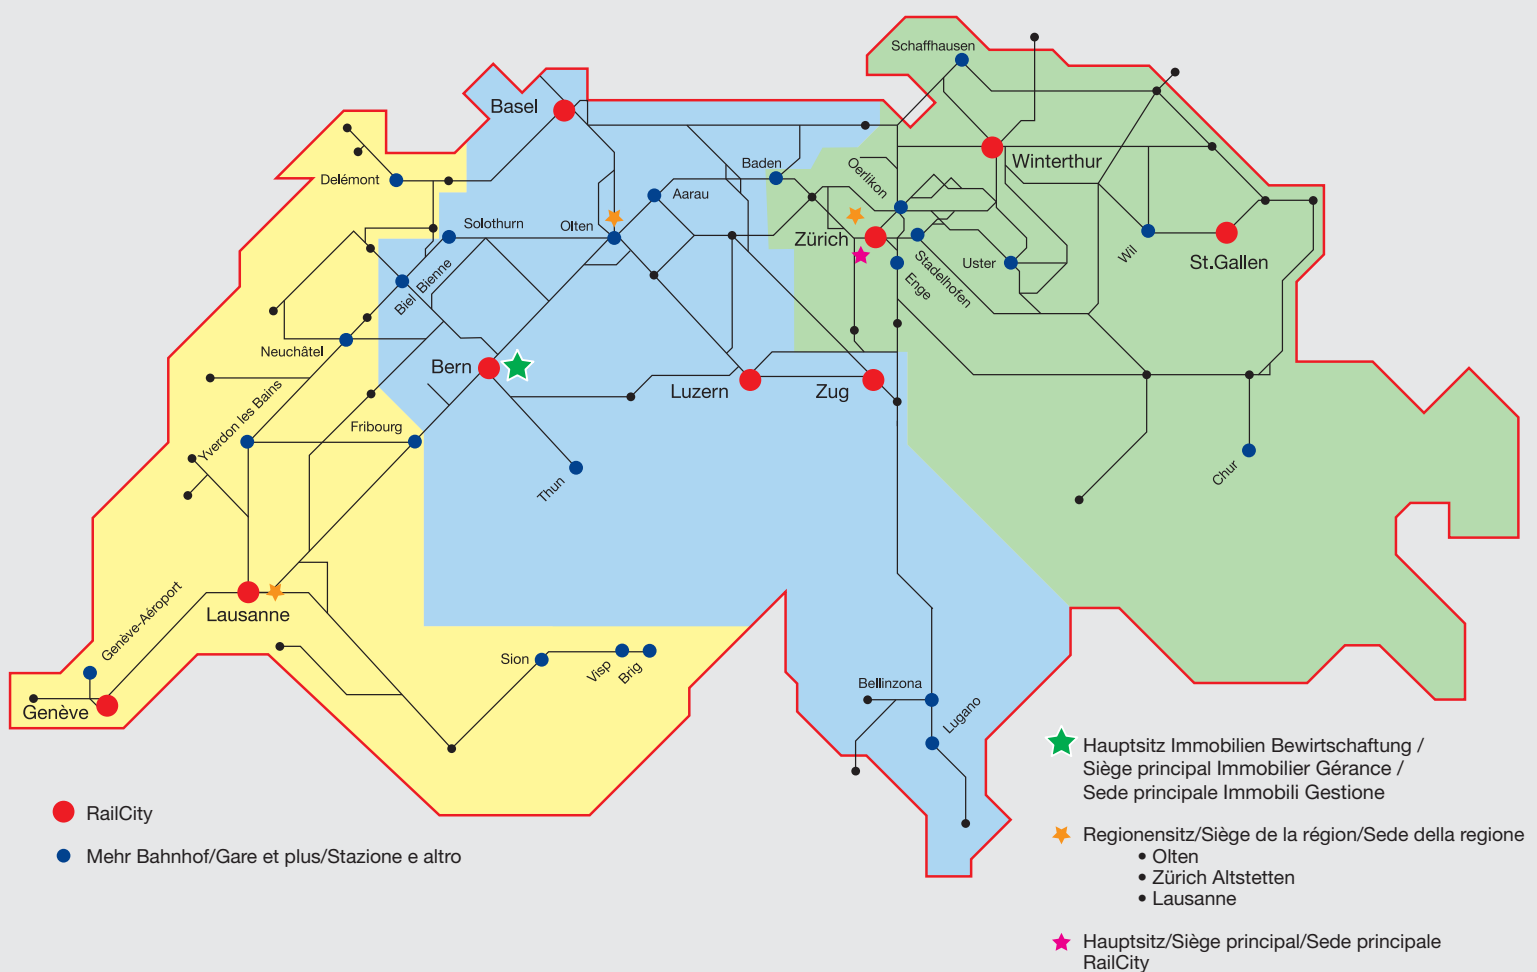 Schaffhausen
Basel
Winterthur
Baden
Oerlikon
Delémont
Aarau
Solothurn
Olten
Zürich
Stadelhofen
Uster
Wil
St.Gallen
Enge
Biel Bienne
Neuchâtel
Bern
Luzern
Zug
Yverdon les Bains
Fribourg
Thun
Chur
Genève-Aéroport
Lausanne
Sion
Visp
Brig
Bellinzona
Lugano
Genève
RailCity
Mehr Bahnhof/Gare et plus/Stazione e altro
Hauptsitz Immobilien Bewirtschaftung /
Siège principal Immobilier Gérance /
Sede principale Immobili Gestione
Regionensitz/Siège de la région/Sede della regione
• Olten
• Zürich Altstetten
• Lausanne
Hauptsitz/Siège principal/Sede principale
RailCity